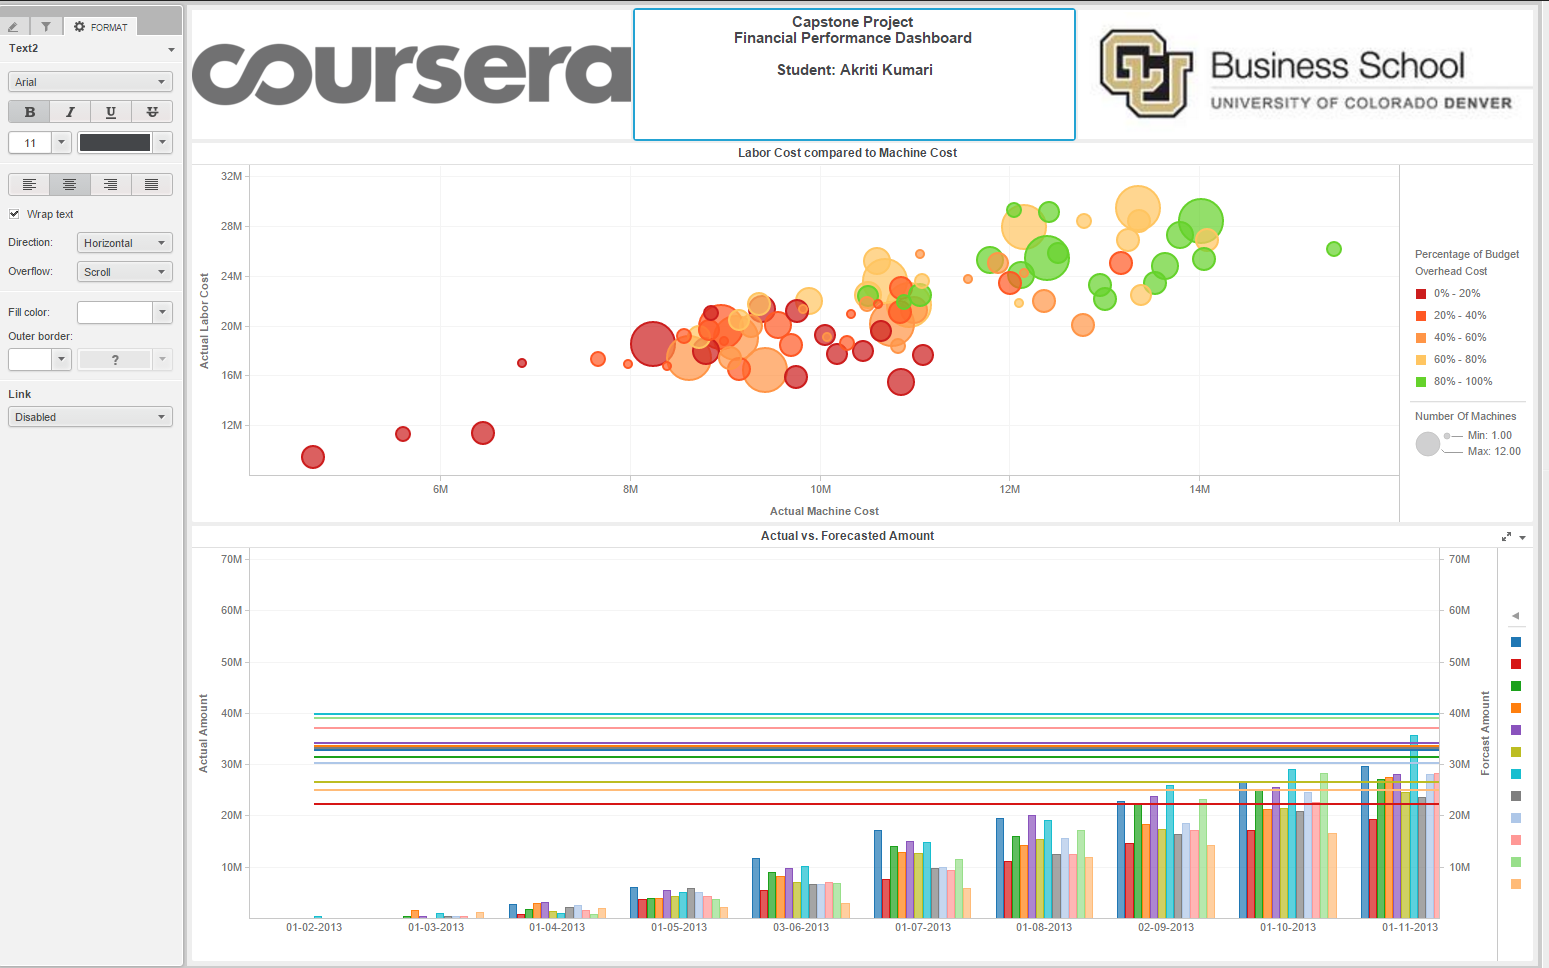 FORMAT
Text2
Arial
B I U S
11
Wrap text
Direction: Horizontal
Overflow: Scroll
Fill color:
Outer border:
?
Link
Disabled
coursera
Capstone Project
Financial Performance Dashboard
Student: Akriti Kumari
CU
Business School
UNIVERSITY OF COLORADO DENVER
Labor Cost compared to Machine Cost
Actual Labor Cost
32M
28M
24M
20M
16M
12M
6M 8M 10M 12M 14M
Actual Machine Cost
Percentage of Budget
Overhead Cost
0% - 20%
20% - 40%
40% - 60%
60% - 80%
80% - 100%
Number Of Machines
Min: 1.00
Max: 12.00
Actual vs. Forecasted Amount
Actual Amount
70M 70M
60M 60M
50M 50M
40M 40M
30M 30M
20M 20M
10M 10M
Forcast Amount
01-02-2013 01-03-2013 01-04-2013 01-05-2013 03-06-2013 01-07-2013 01-08-2013 02-09-2013 01-10-2013 01-11-2013